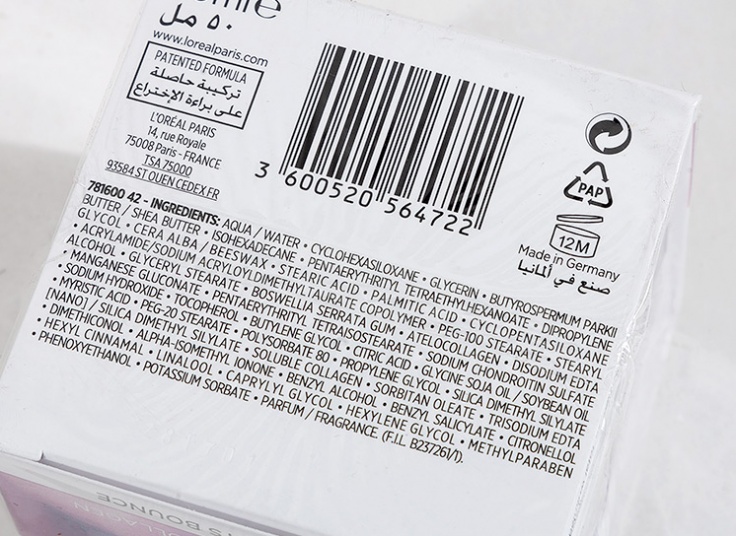 ٥٠ مل
www.lorealparis.com
PATENTED FORMULA
تركيبة حاصلة
على براءة الإختراع
L'ORÉAL PARIS
14, rue Royale
75008 Paris - FRANCE
TSA 75000
93584 ST OUEN CEDEX.FR
3 600520 564722
PAP
12M
Made in Germany
صنع في ألمانيا
781600 42 - INGREDIENTS: AQUA / WATER • CYCLOHEXASILOXANE • GLYCERIN • BUTYROSPERMUM PARKII
BUTTER / SHEA BUTTER • ISOHEXADECANE • PENTAERYTHRITYL TETRAETHYLHEXANOATE • DIPROPYLENE
GLYCOL • CERA ALBA / BEESWAX • STEARIC ACID • PALMITIC ACID • CYCLOPENTASILOXANE
• ACRYLAMIDE/SODIUM ACRYLOYLDIMETHYLTAURATE COPOLYMER • PEG-100 STEARATE • STEARYL
ALCOHOL • GLYCERYL STEARATE • BOSWELLIA SERRATA GUM • ATELOCOLLAGEN • DISODIUM EDTA
• MANGANESE GLUCONATE • PENTAERYTHRITYL TETRAISOSTEARATE • SODIUM CHONDROITIN SULFATE
• SODIUM HYDROXIDE • TOCOPHEROL • BUTYLENE GLYCOL • CITRIC ACID • GLYCINE SOJA OIL / SOYBEAN OIL
• MYRISTIC ACID • PEG-20 STEARATE • POLYSORBATE 80 • PROPYLENE GLYCOL • SILICA DIMETHYL SILYLATE
[NANO] / SILICA DIMETHYL SILYLATE • SOLUBLE COLLAGEN • SORBITAN OLEATE • TRISODIUM EDTA
• DIMETHICONOL • ALPHA-ISOMETHYL IONONE • BENZYL ALCOHOL • BENZYL SALICYLATE • CITRONELLOL
• HEXYL CINNAMAL • LINALOOL • CAPRYLYL GLYCOL • HEXYLENE GLYCOL • METHYLPARABEN
• PHENOXYETHANOL • POTASSIUM SORBATE • PARFUM / FRAGRANCE. (F.I.L. B237261/1).
BOUNCE